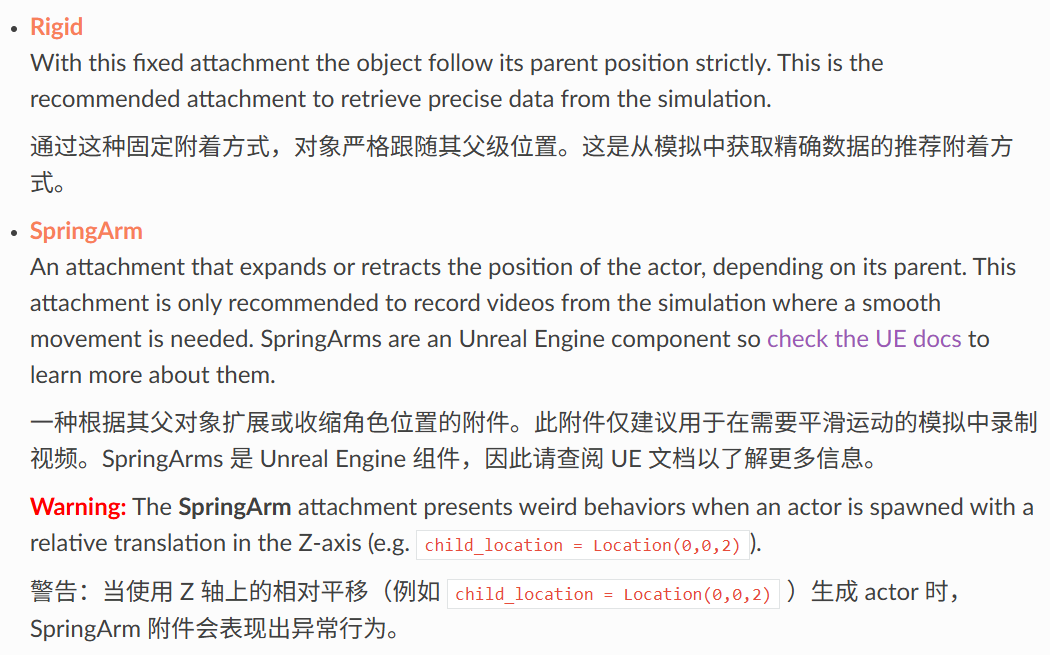 Rigid
With this fixed attachment the object follow its parent position strictly. This is the
recommended attachment to retrieve precise data from the simulation.
通过这种固定附着方式，对象严格跟随其父级位置。这是从模拟中获取精确数据的推荐附着方
式。
SpringArm
An attachment that expands or retracts the position of the actor, depending on its parent. This
attachment is only recommended to record videos from the simulation where a smooth
movement is needed. SpringArms are an Unreal Engine component so check the UE docs to
learn more about them.
一种根据其父对象扩展或收缩角色位置的附件。此附件仅建议用于在需要平滑运动的模拟中录制
视频。SpringArms 是 Unreal Engine 组件，因此请查阅 UE 文档以了解更多信息。
Warning: The SpringArm attachment presents weird behaviors when an actor is spawned with a
relative translation in the Z-axis (e.g. child_location = Location(0,0,2) ).
警告：当使用 Z 轴上的相对平移（例如 child_location = Location(0,0,2) ）生成 actor 时，
SpringArm 附件会表现出异常行为。